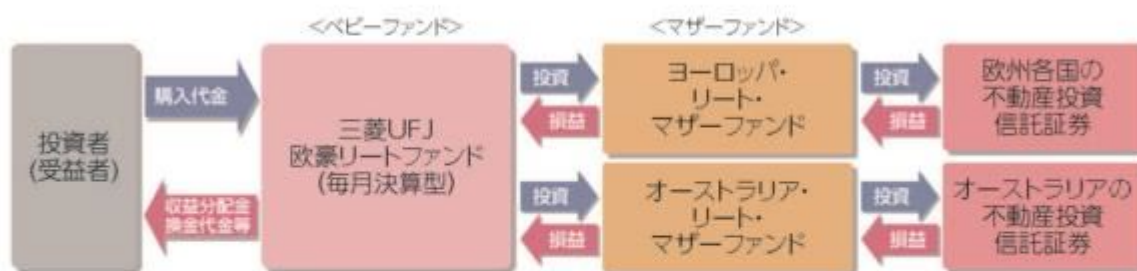 <ベビーファンド>
<マザーファンド>
投資者
(受益者)
購入代金
収益分配金
換金代金等
三菱UFJ
欧豪リートファンド
(毎月決算型)
投資
損益
ヨーロッパ・
リート・
マザーファンド
投資
損益
欧州各国の
不動産投資
信託証券
投資
損益
オーストラリア・
リート・
マザーファンド
投資
損益
オーストラリアの
不動産投資
信託証券